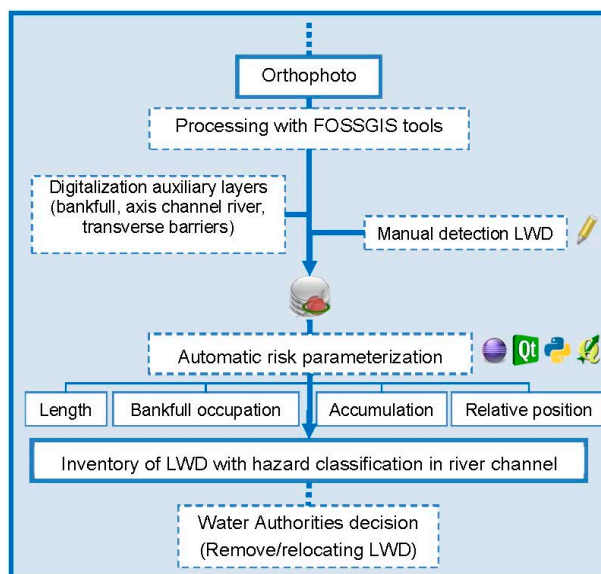 Orthophoto
Processing with FOSSGIS tools
Digitalization auxiliary layers
(bankfull, axis channel river,
transverse barriers)
Manual detection LWD
Automatic risk parameterization
Qt
Length
Bankfull occupation
Accumulation
Relative position
Inventory of LWD with hazard classification in river channel
Water Authorities decision
(Remove/relocating LWD)